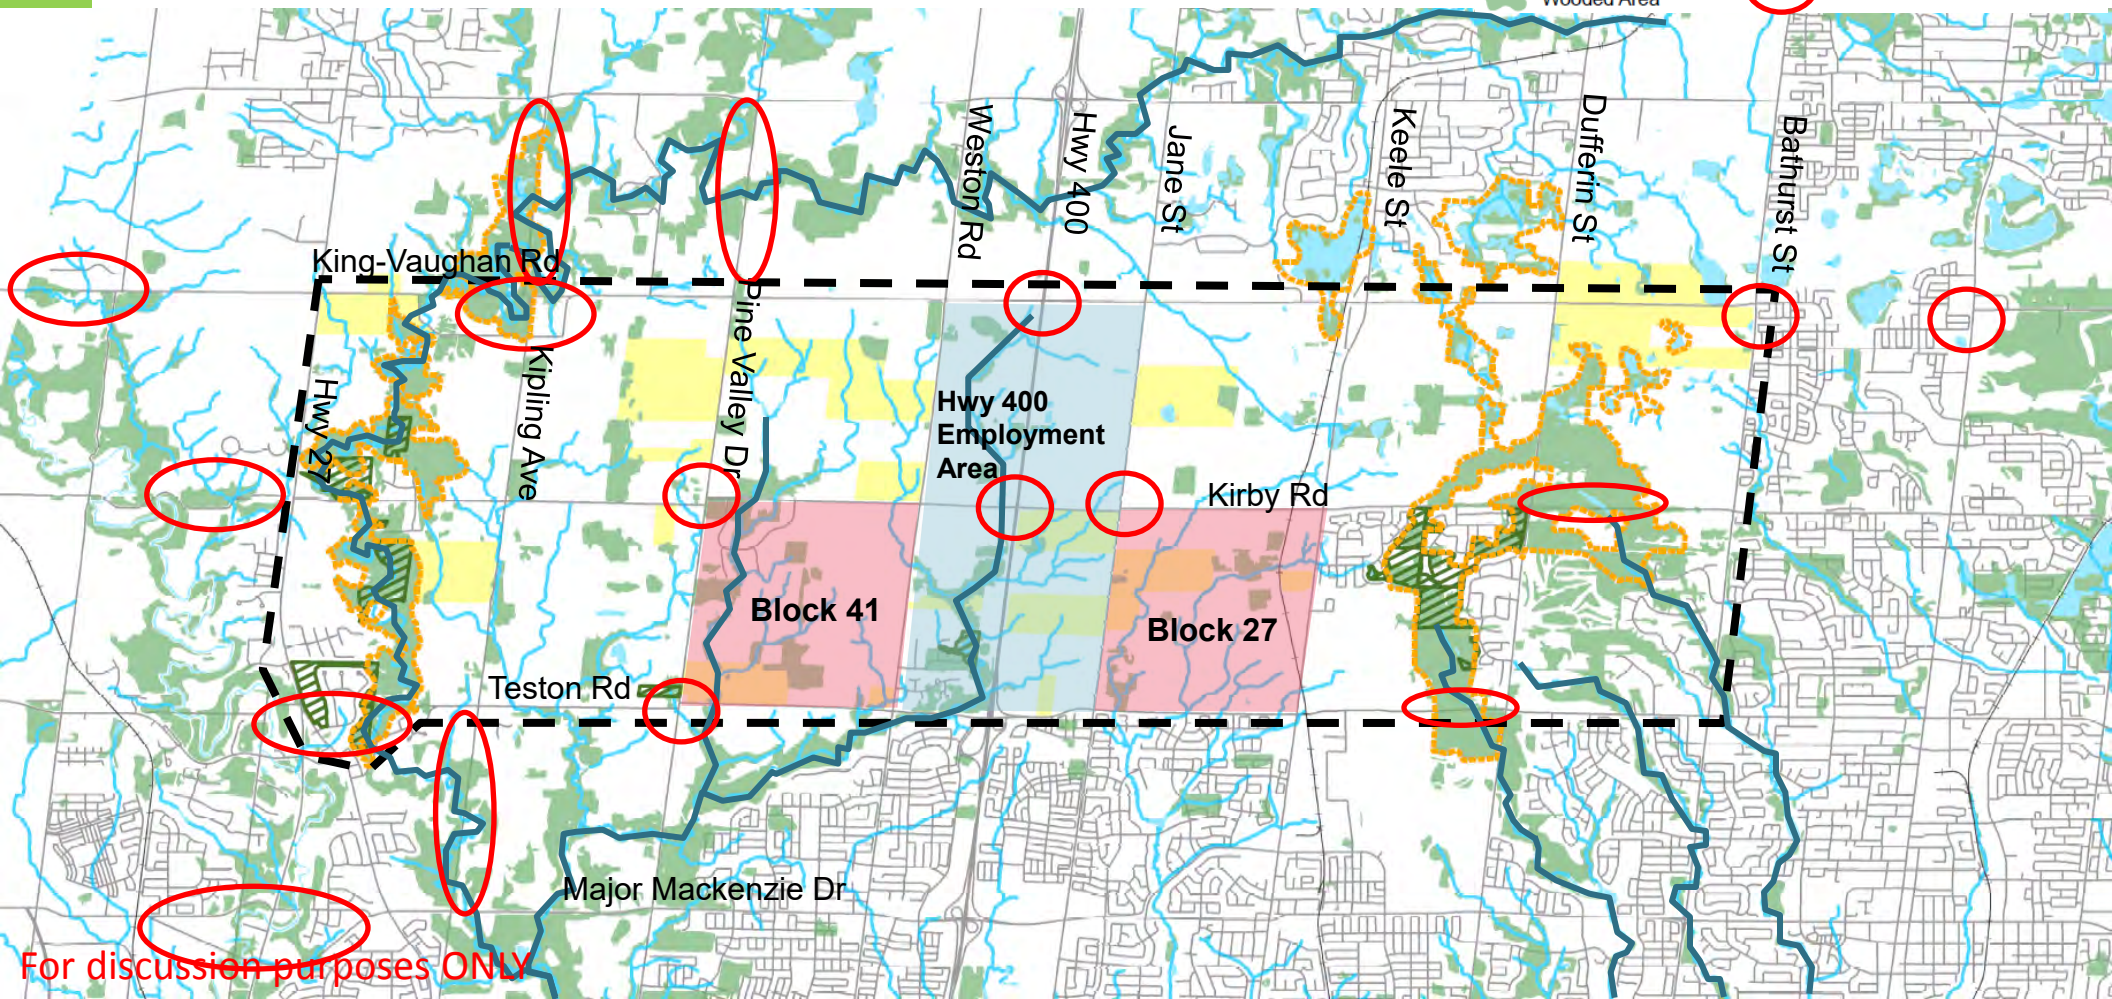 Wooded Area
Weston Rd
Hwy 400
Jane St
Keele St
Dufferin St
Bathurst St
King-Vaughan Rd
Pine Valley Dr
Hwy 27
Kipling Ave
Hwy 400
Employment
Area
Kirby Rd
Block 41
Block 27
Teston Rd
Major Mackenzie Dr
For discussion purposes ONLY